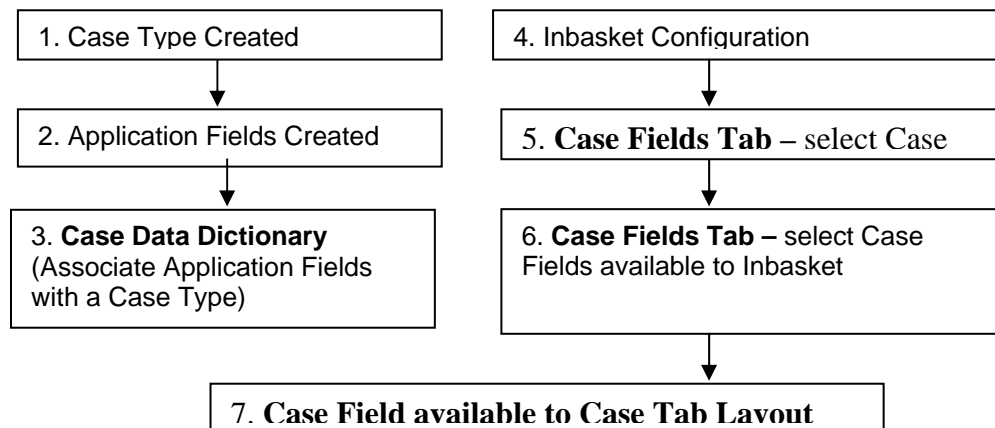 1. Case Type Created
2. Application Fields Created
3. Case Data Dictionary
(Associate Application Fields
with a Case Type)
4. Inbasket Configuration
5. Case Fields Tab – select Case
6. Case Fields Tab – select Case
Fields available to Inbasket
7. Case Field available to Case Tab Layout